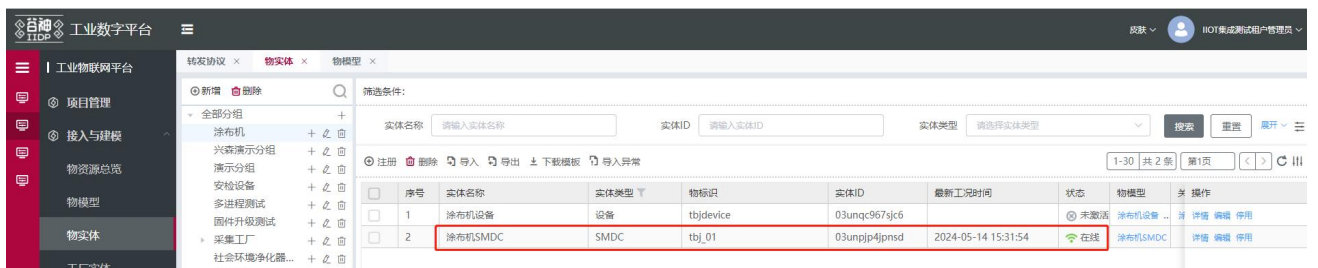 谷神 IIDP 工业数字平台
皮肤 IIOT集成测试租户管理员
工业物联网平台
项目管理
接入与建模
物资源总览
物模型
物实体
工厂实体
转发协议 × 物实体 × 物模型 ×
新增 删除
全部分组
涂布机
兴森演示分组
演示分组
安检设备
多进程测试
固件升级测试
采集工厂
社会环境净化器...
筛选条件:
实体名称 请输入实体名称 实体ID 请输入实体ID 实体类型 请选择实体类型 搜索 重置 展开
注册 删除 导入 导出 下载模板 导入异常 1-30 共 2 条 第1页
序号 实体名称 实体类型 物标识 实体ID 最新工况时间 状态 物模型 关 操作
1 涂布机设备 设备 tbjdevice 03unqc967sjc6 未激活 涂布机设备 .. 涂 详情 编辑 停用
2 涂布机SMDC SMDC tbj_01 03unpjp4jpnsd 2024-05-14 15:31:54 在线 涂布机SMDC 详情 编辑 停用